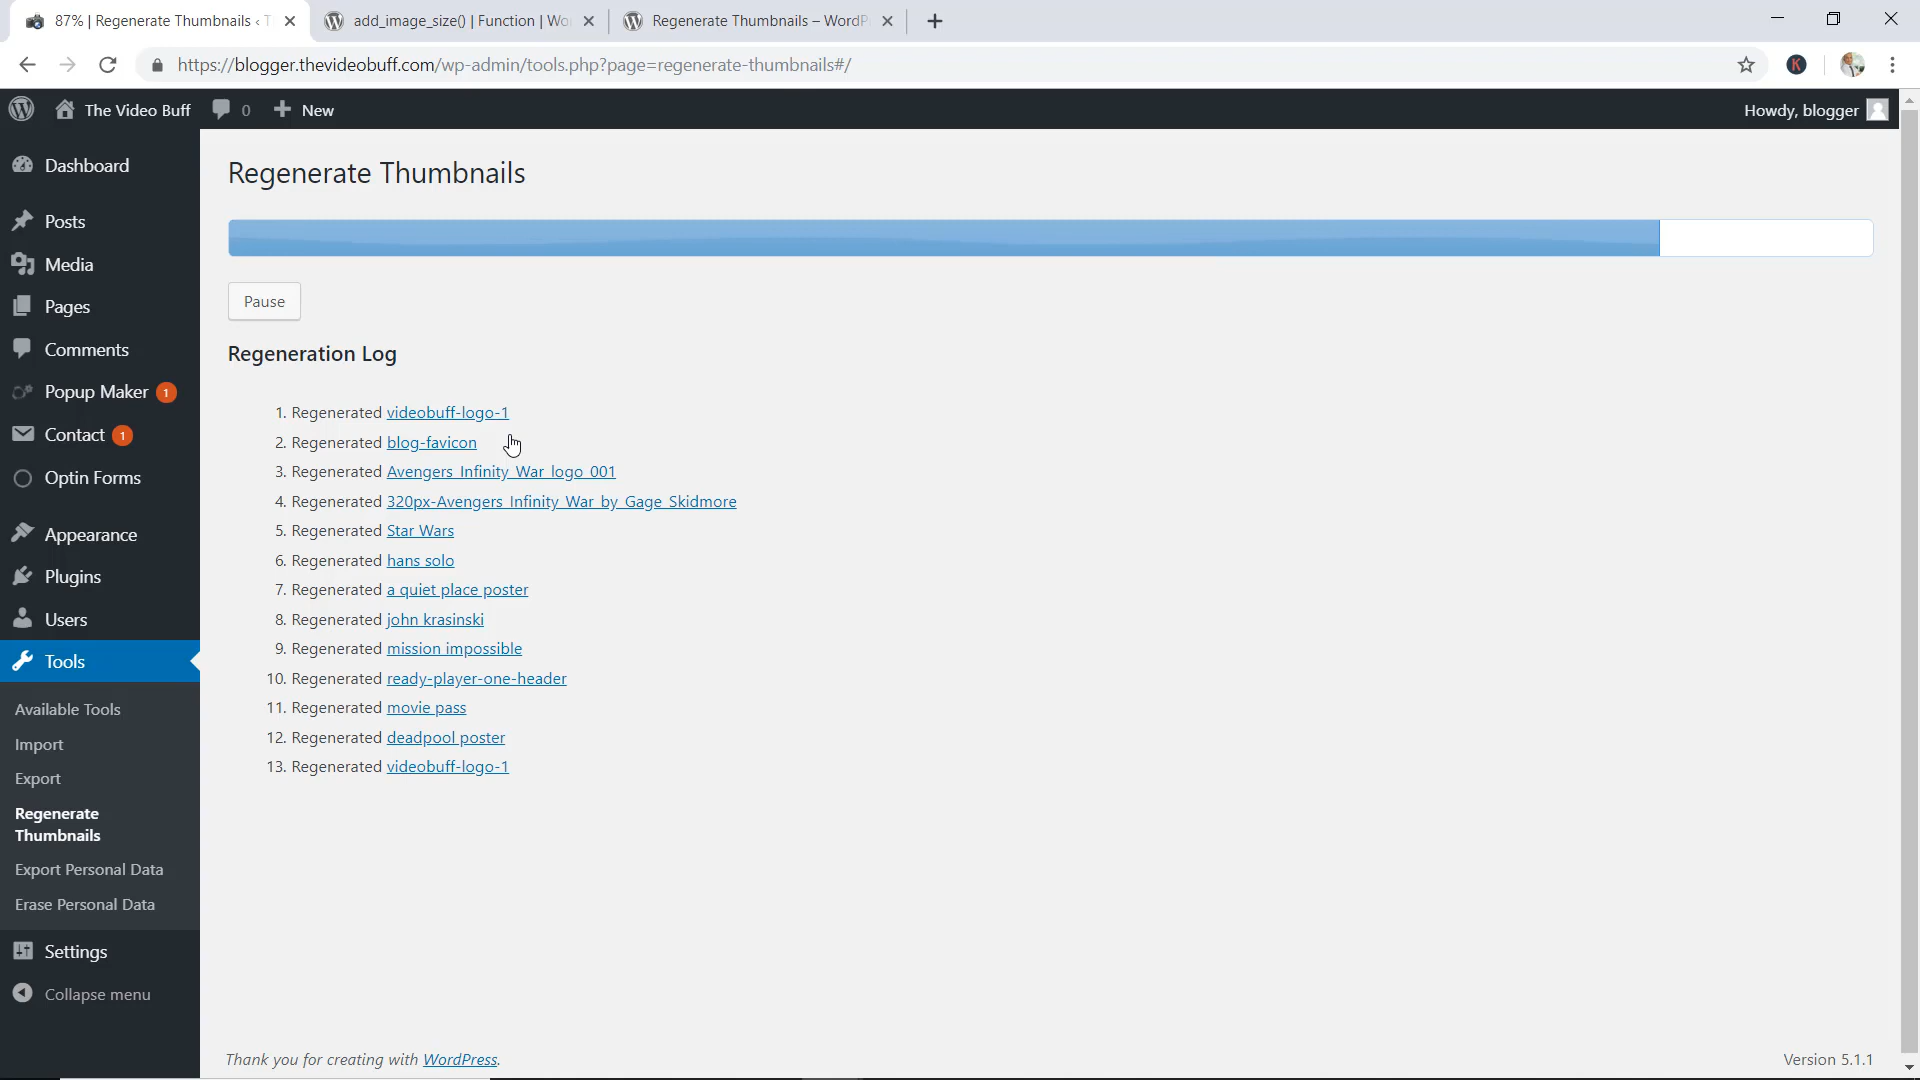 87% | Regenerate Thumbnails ‹ T
add_image_size() | Function | Wo
Regenerate Thumbnails – WordP
https://blogger.thevideobuff.com/wp-admin/tools.php?page=regenerate-thumbnails#/
K
The Video Buff
0
New
Howdy, blogger
Dashboard
Posts
Media
Pages
Comments
Popup Maker 1
Contact 1
Optin Forms
Appearance
Plugins
Users
Tools
Available Tools
Import
Export
Regenerate
Thumbnails
Export Personal Data
Erase Personal Data
Settings
Collapse menu
Regenerate Thumbnails
Pause
Regeneration Log
1. Regenerated videobuff-logo-1
2. Regenerated blog-favicon
3. Regenerated Avengers_Infinity_War_logo_001
4. Regenerated 320px-Avengers_Infinity_War_by_Gage_Skidmore
5. Regenerated Star Wars
6. Regenerated hans solo
7. Regenerated a quiet place poster
8. Regenerated john krasinski
9. Regenerated mission impossible
10. Regenerated ready-player-one-header
11. Regenerated movie pass
12. Regenerated deadpool poster
13. Regenerated videobuff-logo-1
Thank you for creating with WordPress.
Version 5.1.1